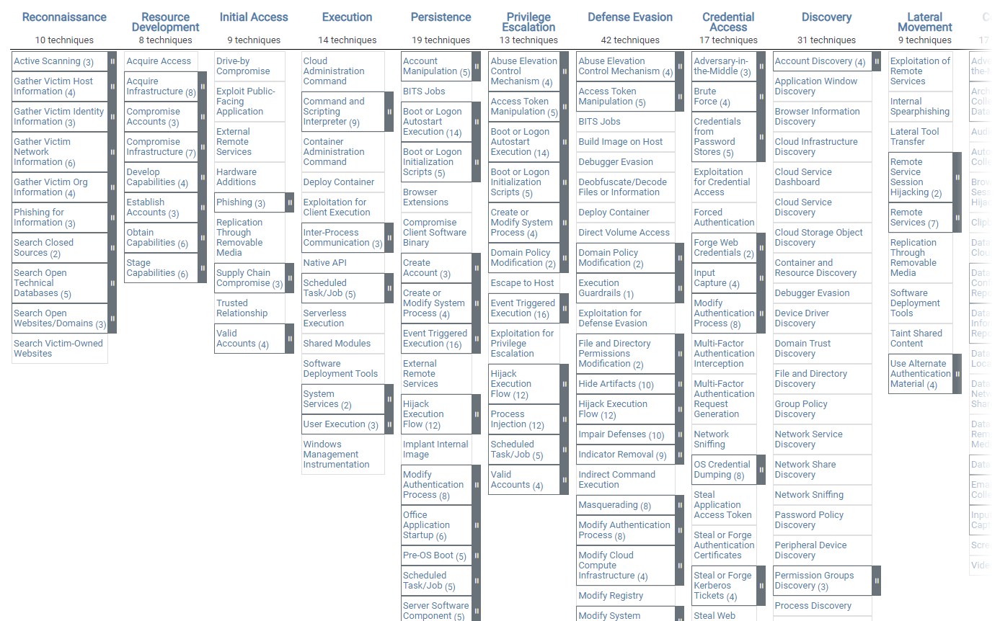 Reconnaissance
10 techniques
Active Scanning (3)
Gather Victim Host
Information (4)
Gather Victim Identity
Information (3)
Gather Victim
Network
Information (6)
Gather Victim Org
Information (4)
Phishing for
Information (3)
Search Closed
Sources (2)
Search Open
Technical
Databases (5)
Search Open
Websites/Domains (3)
Search Victim-Owned
Websites
Resource
Development
8 techniques
Acquire Access
Acquire
Infrastructure (8)
Compromise
Accounts (3)
Compromise
Infrastructure (7)
Develop
Capabilities (4)
Establish
Accounts (3)
Obtain
Capabilities (6)
Stage
Capabilities (6)
Initial Access
9 techniques
Drive-by
Compromise
Exploit Public-
Facing
Application
External
Remote
Services
Hardware
Additions
Phishing (3)
Replication
Through
Removable
Media
Supply Chain
Compromise (3)
Trusted
Relationship
Valid
Accounts (4)
Execution
14 techniques
Cloud
Administration
Command
Command and
Scripting
Interpreter (9)
Container
Administration
Command
Deploy Container
Exploitation for
Client Execution
Inter-Process
Communication (3)
Native API
Scheduled
Task/Job (5)
Serverless
Execution
Shared Modules
Software
Deployment Tools
System
Services (2)
User Execution (3)
Windows
Management
Instrumentation
Persistence
19 techniques
Account
Manipulation (5)
BITS Jobs
Boot or Logon
Autostart
Execution (14)
Boot or Logon
Initialization
Scripts (5)
Browser
Extensions
Compromise
Client Software
Binary
Create
Account (3)
Create or
Modify System
Process (4)
Event Triggered
Execution (16)
External
Remote
Services
Hijack
Execution
Flow (12)
Implant Internal
Image
Modify
Authentication
Process (8)
Office
Application
Startup (6)
Pre-OS Boot (5)
Scheduled
Task/Job (5)
Server Software
Component (5)
Privilege
Escalation
13 techniques
Abuse Elevation
Control
Mechanism (4)
Access Token
Manipulation (5)
Boot or Logon
Autostart
Execution (14)
Boot or Logon
Initialization
Scripts (5)
Create or
Modify System
Process (4)
Domain Policy
Modification (2)
Escape to Host
Event Triggered
Execution (16)
Exploitation for
Privilege
Escalation
Hijack
Execution
Flow (12)
Process
Injection (12)
Scheduled
Task/Job (5)
Valid
Accounts (4)
Defense Evasion
42 techniques
Abuse Elevation
Control Mechanism (4)
Access Token
Manipulation (5)
BITS Jobs
Build Image on Host
Debugger Evasion
Deobfuscate/Decode
Files or Information
Deploy Container
Direct Volume Access
Domain Policy
Modification (2)
Execution
Guardrails (1)
Exploitation for
Defense Evasion
File and Directory
Permissions
Modification (2)
Hide Artifacts (10)
Hijack Execution
Flow (12)
Impair Defenses (10)
Indicator Removal (9)
Indirect Command
Execution
Masquerading (8)
Modify Authentication
Process (8)
Modify Cloud
Compute
Infrastructure (4)
Modify Registry
Modify System
Credential
Access
17 techniques
Adversary-in-
the-Middle (3)
Brute
Force (4)
Credentials
from
Password
Stores (5)
Exploitation
for Credential
Access
Forced
Authentication
Forge Web
Credentials (2)
Input
Capture (4)
Modify
Authentication
Process (8)
Multi-Factor
Authentication
Interception
Multi-Factor
Authentication
Request
Generation
Network
Sniffing
OS Credential
Dumping (8)
Steal
Application
Access Token
Steal or Forge
Authentication
Certificates
Steal or Forge
Kerberos
Tickets (4)
Steal Web
Discovery
31 techniques
Account Discovery (4)
Application Window
Discovery
Browser Information
Discovery
Cloud Infrastructure
Discovery
Cloud Service
Dashboard
Cloud Service
Discovery
Cloud Storage Object
Discovery
Container and
Resource Discovery
Debugger Evasion
Device Driver
Discovery
Domain Trust
Discovery
File and Directory
Discovery
Group Policy
Discovery
Network Service
Discovery
Network Share
Discovery
Network Sniffing
Password Policy
Discovery
Peripheral Device
Discovery
Permission Groups
Discovery (3)
Process Discovery
Lateral
Movement
9 techniques
Exploitation of
Remote
Services
Internal
Spearphishing
Lateral Tool
Transfer
Remote
Service
Session
Hijacking (2)
Remote
Services (7)
Replication
Through
Removable
Media
Software
Deployment
Tools
Taint Shared
Content
Use Alternate
Authentication
Material (4)
17